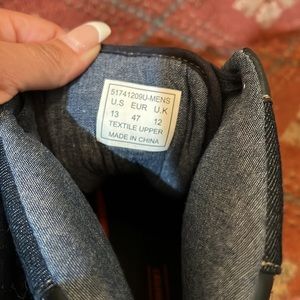 51741209U-MENS
U.S EUR U.K
13 47 12
TEXTILE UPPER
MADE IN CHINA